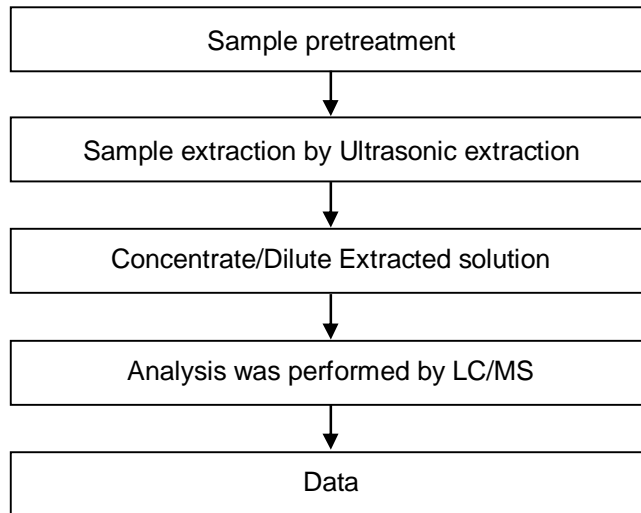 Sample pretreatment
Sample extraction by Ultrasonic extraction
Concentrate/Dilute Extracted solution
Analysis was performed by LC/MS
Data